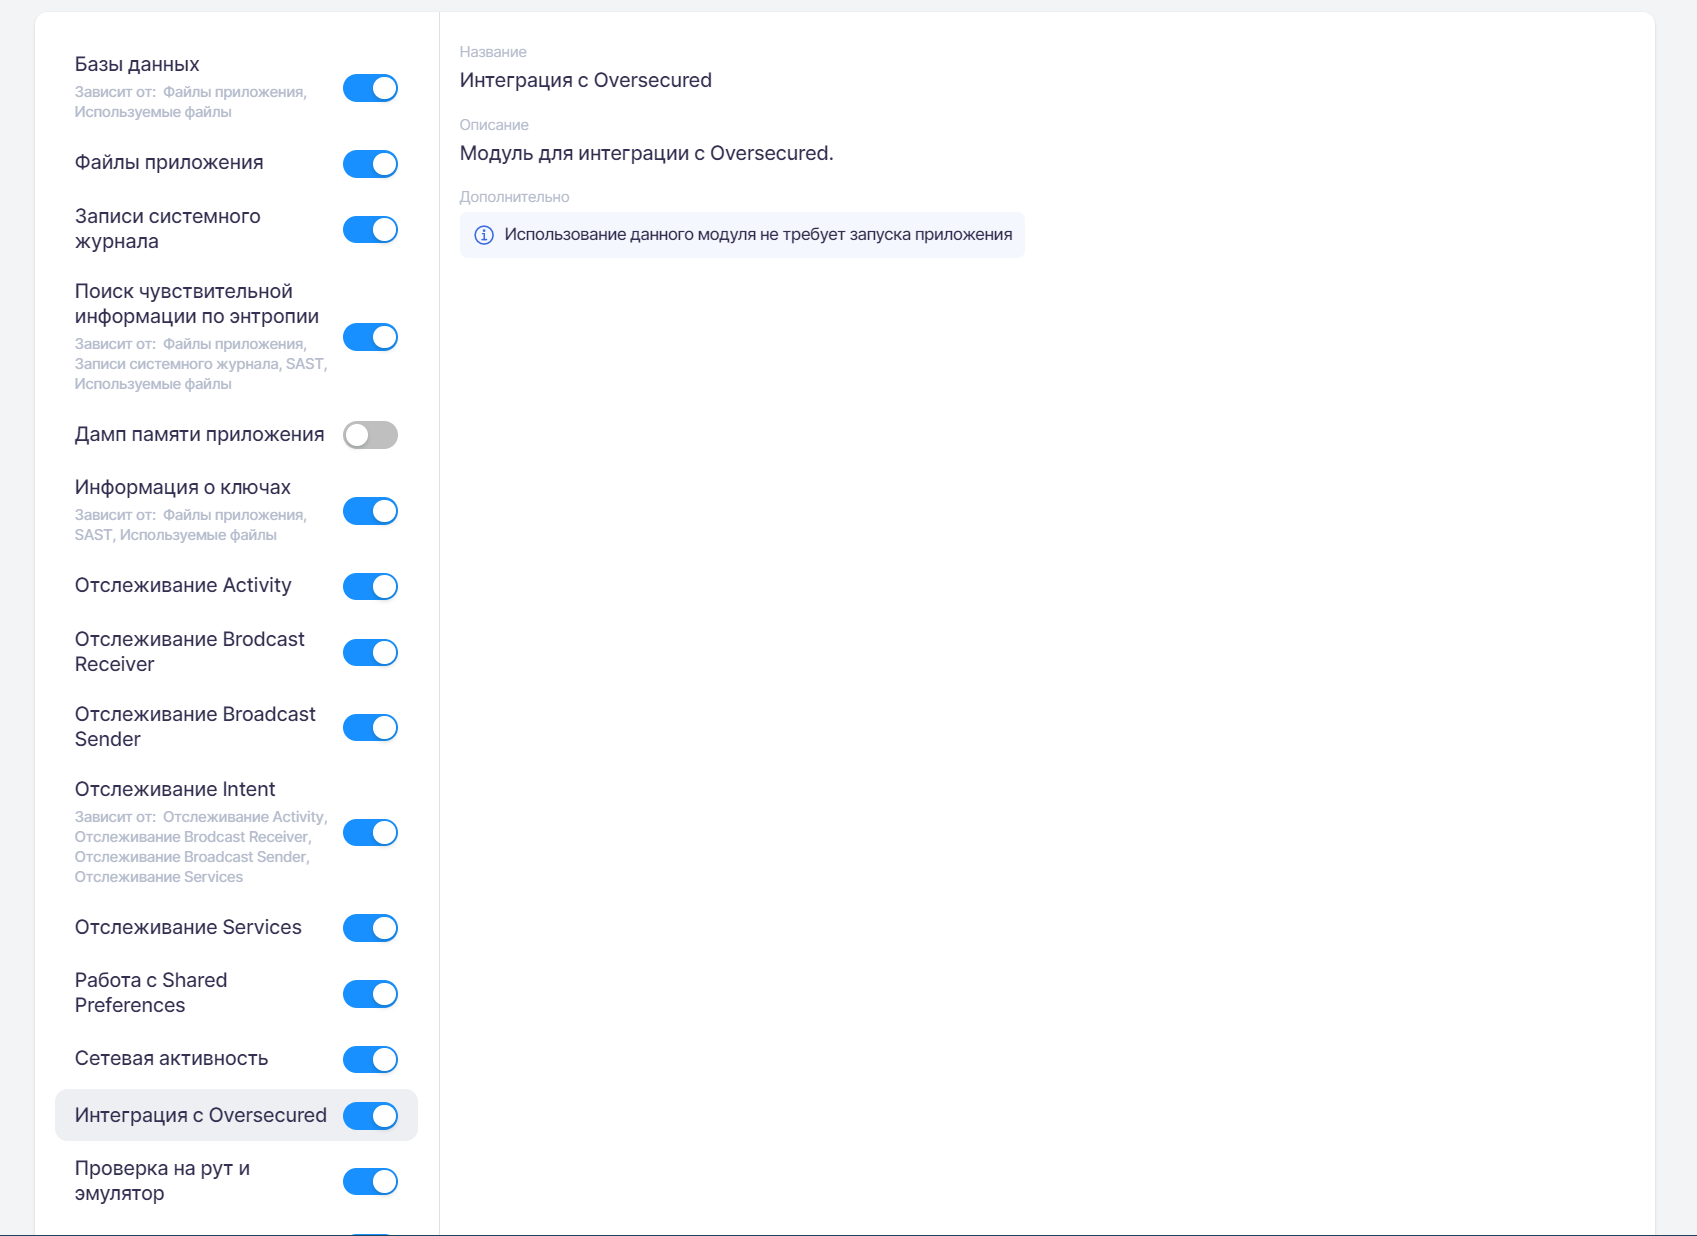 Базы данных
Зависит от: Файлы приложения,
Используемые файлы
Файлы приложения
Записи системного
журнала
Поиск чувствительной
информации по энтропии
Зависит от: Файлы приложения,
Записи системного журнала, SAST,
Используемые файлы
Дамп памяти приложения
Информация о ключах
Зависит от: Файлы приложения,
SAST, Используемые файлы
Отслеживание Activity
Отслеживание Brodcast
Receiver
Отслеживание Broadcast
Sender
Отслеживание Intent
Зависит от: Отслеживание Activity,
Отслеживание Brodcast Receiver,
Отслеживание Broadcast Sender,
Отслеживание Services
Отслеживание Services
Работа с Shared
Preferences
Сетевая активность
Интеграция с Oversecured
Проверка на рут и
эмулятор
Название
Интеграция с Oversecured
Описание
Модуль для интеграции с Oversecured.
Дополнительно
Использование данного модуля не требует запуска приложения